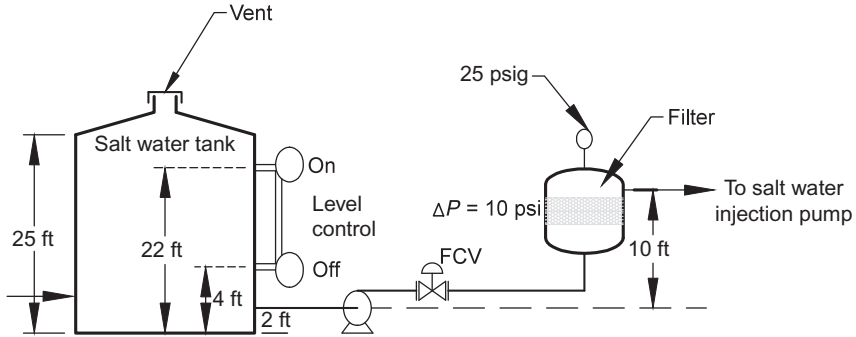 Vent
25 psig
Filter
Salt water tank
On
To salt water
injection pump
Level
control
ΔP = 10 psi
25 ft
22 ft
10 ft
Off
FCV
4 ft
2 ft